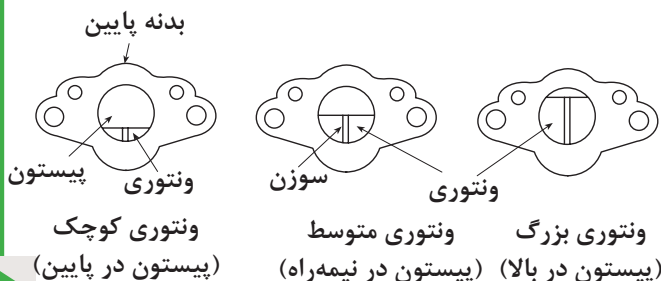 بدنه پایین
پیستون
ونتوری
سوزن
ونتوری
ونتوری بزرگ
(پیستون در بالا)
ونتوری متوسط
(پیستون در نیمه‌راه)
ونتوری کوچک
(پیستون در پایین)